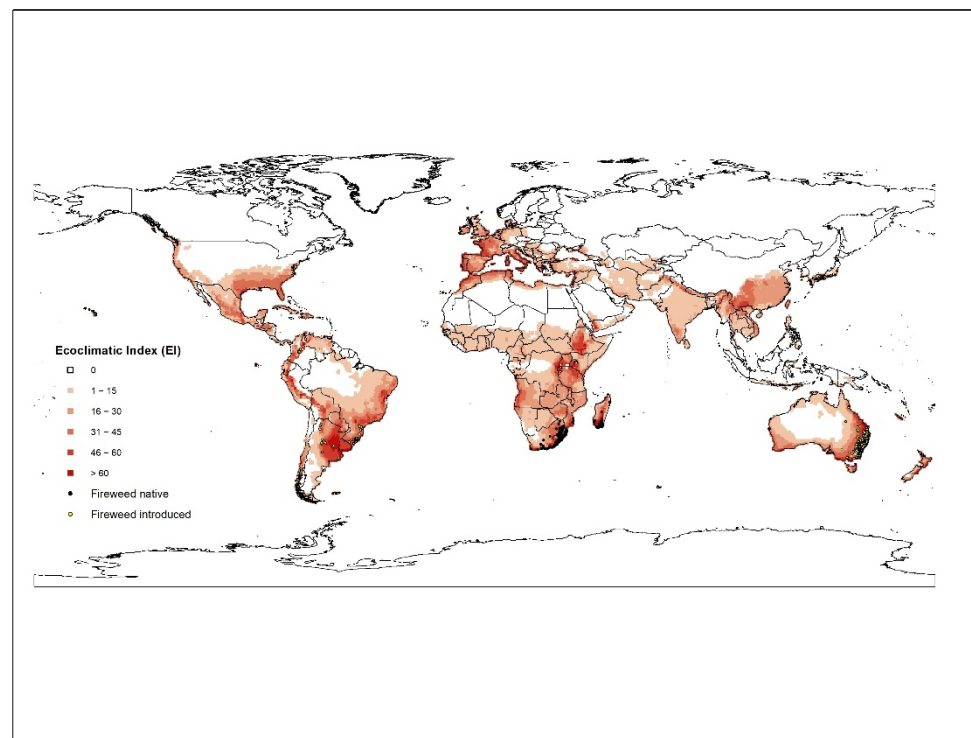 Ecoclimatic Index (EI)
0
1 – 15
16 – 30
31 – 45
46 – 60
> 60
Fireweed native
Fireweed introduced